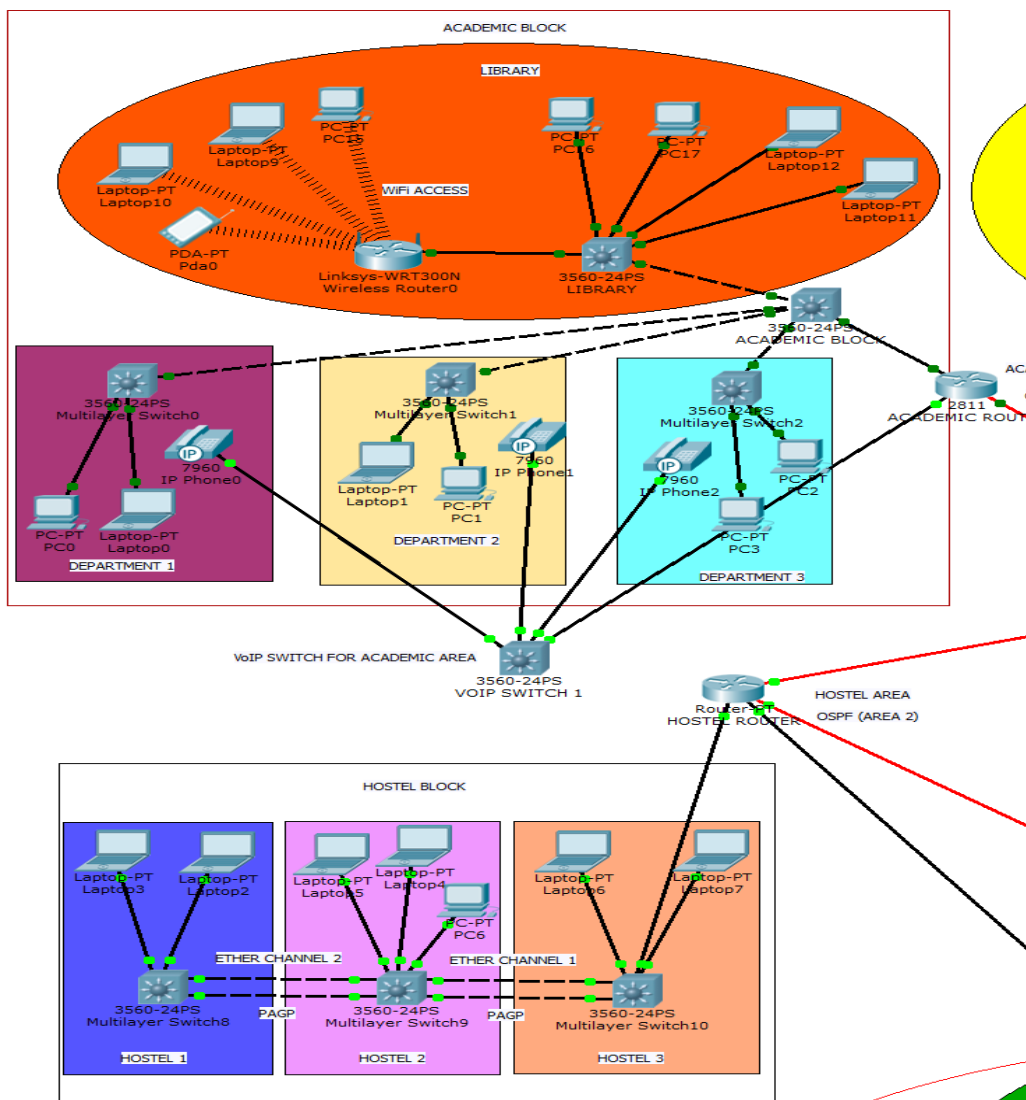 ACADEMIC BLOCK
LIBRARY
PC-PT
PC15
Laptop-PT
Laptop9
Laptop-PT
Laptop10
PDA-PT
Pda0
WiFi ACCESS
Linksys-WRT300N
Wireless Router0
PC-PT
PC16
PC-PT
PC17
Laptop-PT
Laptop12
Laptop-PT
Laptop11
3560-24PS
LIBRARY
3560-24PS
ACADEMIC BLOCK
2811
ACADEMIC ROUT
ACA
3560-24PS
Multilayer Switch0
IP
7960
IP Phone0
PC-PT
PC0
Laptop-PT
Laptop0
DEPARTMENT 1
3560-24PS
Multilayer Switch1
IP
7960
IP Phone1
Laptop-PT
Laptop1
PC-PT
PC1
DEPARTMENT 2
3560-24PS
Multilayer Switch2
IP
7960
IP Phone2
PC-PT
PC2
PC-PT
PC3
DEPARTMENT 3
VoIP SWITCH FOR ACADEMIC AREA
3560-24PS
VOIP SWITCH 1
Router-PT
HOSTEL ROUTER
HOSTEL AREA
OSPF (AREA 2)
HOSTEL BLOCK
Laptop-PT
Laptop3
Laptop-PT
Laptop2
3560-24PS
Multilayer Switch8
HOSTEL 1
ETHER CHANNEL 2
PAGP
Laptop-PT
Laptop5
Laptop-PT
Laptop4
PC-PT
PC6
3560-24PS
Multilayer Switch9
HOSTEL 2
ETHER CHANNEL 1
PAGP
Laptop-PT
Laptop6
Laptop-PT
Laptop7
3560-24PS
Multilayer Switch10
HOSTEL 3